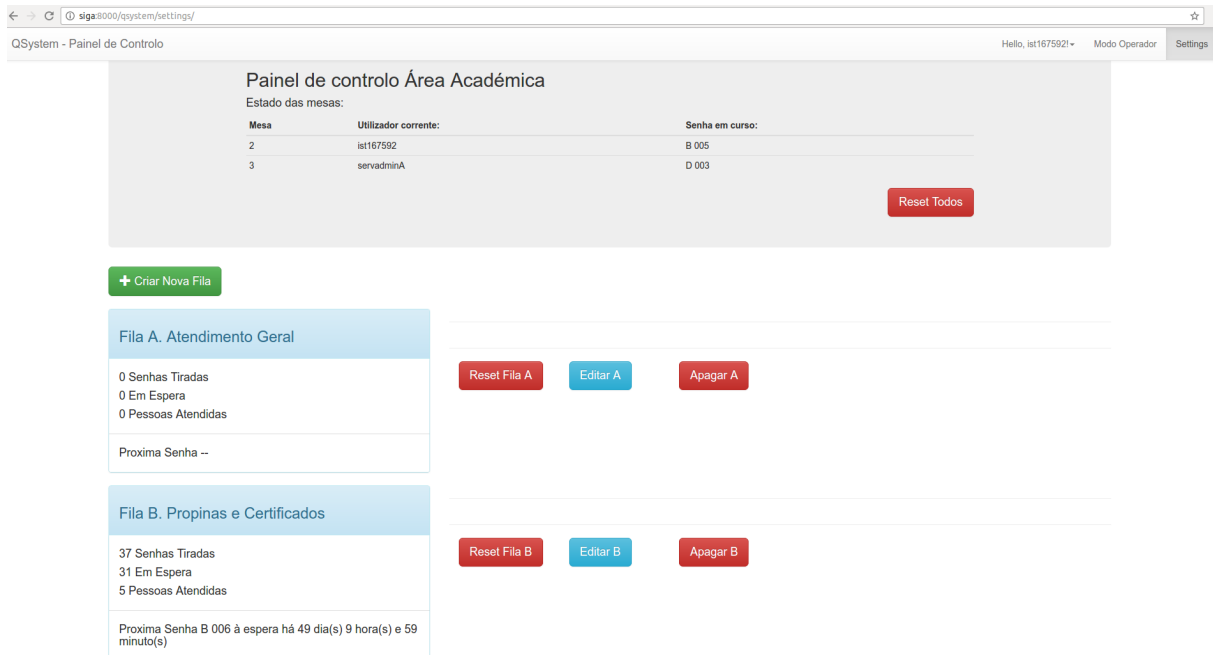 siga:8000/qsystem/settings/
QSystem - Painel de Controlo
Hello, ist167592! Modo Operador Settings
Painel de controlo Área Académica
Estado das mesas:
Mesa Utilizador corrente: Senha em curso:
2 ist167592 B 005
3 servadminA D 003
Reset Todos
+ Criar Nova Fila
Fila A. Atendimento Geral
0 Senhas Tiradas
0 Em Espera
0 Pessoas Atendidas
Proxima Senha --
Reset Fila A Editar A Apagar A
Fila B. Propinas e Certificados
37 Senhas Tiradas
31 Em Espera
5 Pessoas Atendidas
Proxima Senha B 006 à espera há 49 dia(s) 9 hora(s) e 59
minuto(s)
Reset Fila B Editar B Apagar B